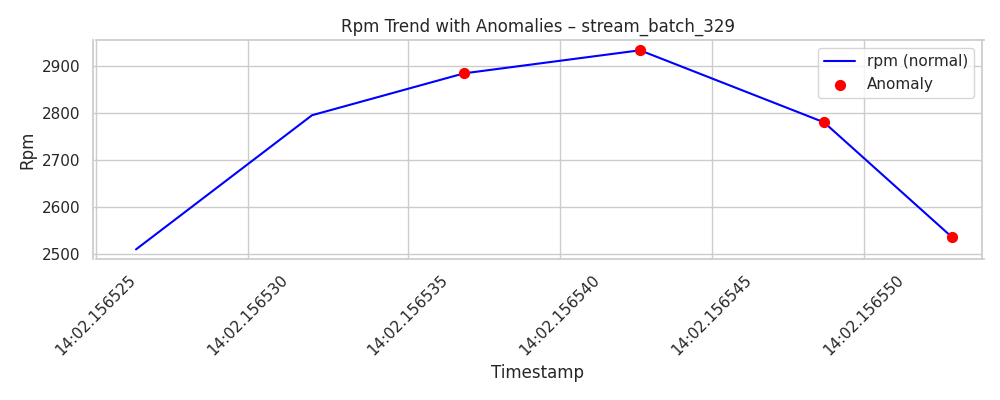 Rpm Trend with Anomalies – stream_batch_329
rpm (normal)
Anomaly
Rpm
2900
2800
2700
2600
2500
14:02.156525
14:02.156530
14:02.156535
14:02.156540
14:02.156545
14:02.156550
Timestamp